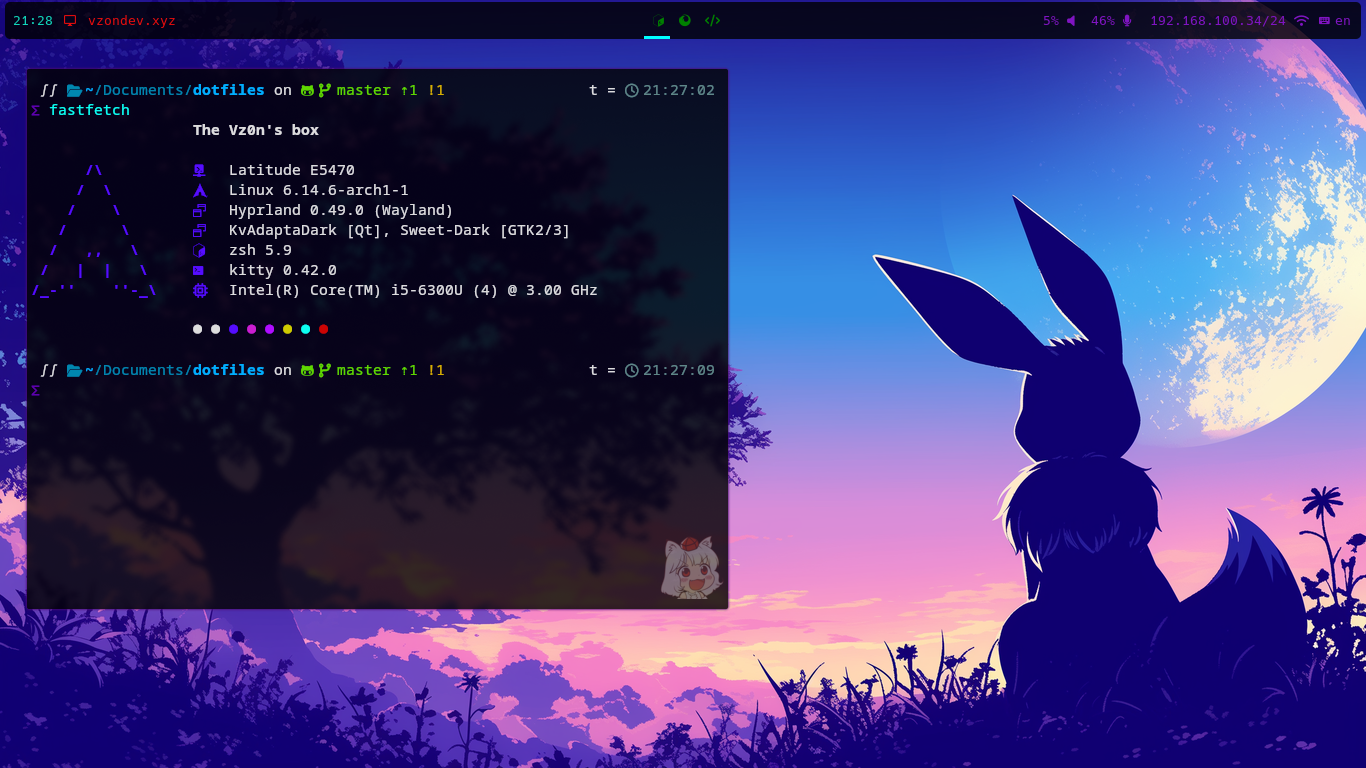 21:28 vzondev.xyz </> 5% 46% 192.168.100.34/24 en
∫∫ ~/Documents/dotfiles on master ↑1 !1 t = 21:27:02
Σ fastfetch
The Vz0n's box
Latitude E5470
Linux 6.14.6-arch1-1
Hyprland 0.49.0 (Wayland)
KvAdaptaDark [Qt], Sweet-Dark [GTK2/3]
zsh 5.9
kitty 0.42.0
Intel(R) Core(TM) i5-6300U (4) @ 3.00 GHz
∫∫ ~/Documents/dotfiles on master ↑1 !1 t = 21:27:09
Σ